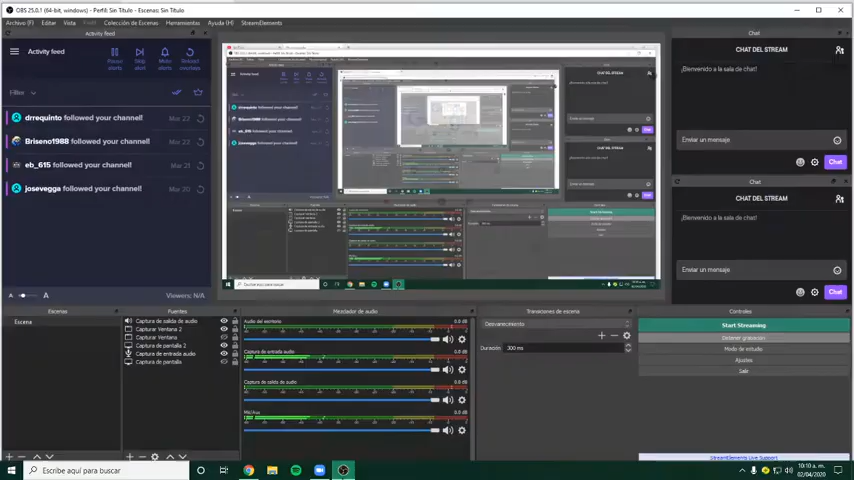 OBS 25.0.1 (64-bit, windows) - Perfil: Sin Título - Escenas: Sin Título
Archivo (F) Editar Vista Perfil Colección de Escenas Herramientas Ayuda (H) StreamElements
Activity feed
Activity feed
Pause alerts
Skip alert
Mute alerts
Reload overlays
Filter
drrequinto followed your channel! Mar 22
Briseno1988 followed your channel! Mar 22
eb_615 followed your channel! Mar 21
josevegga followed your channel! Mar 20
A A Viewers: N/A
Chat
CHAT DEL STREAM
¡Bienvenido a la sala de chat!
Enviar un mensaje
Chat
Chat
CHAT DEL STREAM
¡Bienvenido a la sala de chat!
Enviar un mensaje
Chat
Escenas
Escena
Fuentes
Captura de salida de audio
Capturar Ventana 2
Capturar Ventana
Captura de pantalla 2
Captura de entrada audio
Captura de pantalla
Mezclador de audio
Audio del escritorio 0.0 dB
Captura de entrada audio 0.0 dB
Captura de salida de audio 0.0 dB
Mic/Aux 0.0 dB
Transiciones de escena
Desvanecimiento
Duración 300 ms
Controles
Start Streaming
Detener grabación
Modo de estudio
Ajustes
Salir
StreamElements Live Support
Escribe aquí para buscar
10:10 a. m.
02/04/2020